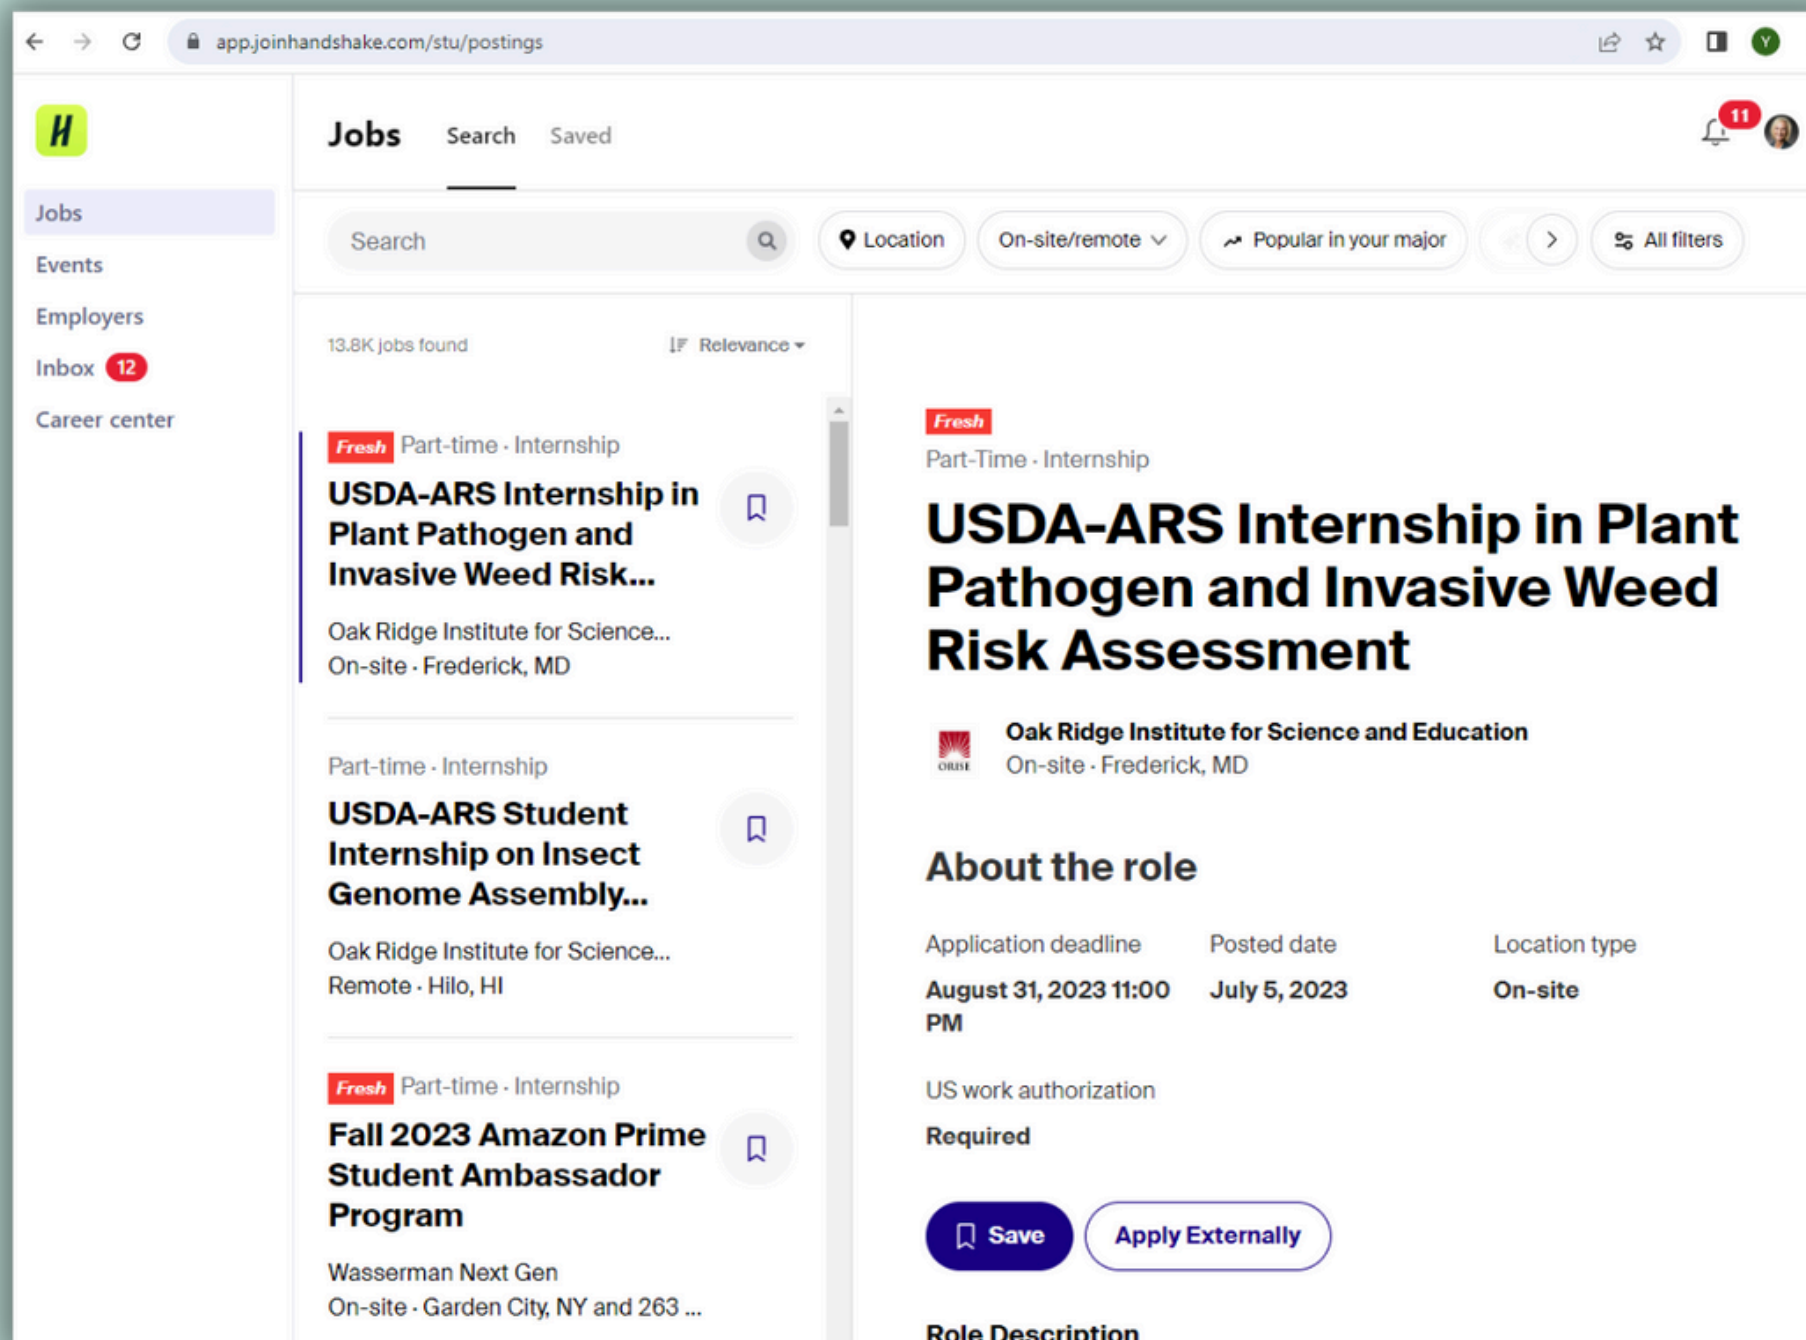 app.joinhandshake.com/stu/postings
Y
H
Jobs
Events
Employers
Inbox 12
Career center
Jobs Search Saved
11
Search
Location
On-site/remote
Popular in your major
All filters
13.8K jobs found
Relevance
Fresh Part-time · Internship
USDA-ARS Internship in
Plant Pathogen and
Invasive Weed Risk...
Oak Ridge Institute for Science...
On-site · Frederick, MD
Part-time · Internship
USDA-ARS Student
Internship on Insect
Genome Assembly...
Oak Ridge Institute for Science...
Remote · Hilo, HI
Fresh Part-time · Internship
Fall 2023 Amazon Prime
Student Ambassador
Program
Wasserman Next Gen
On-site · Garden City, NY and 263 ...
Fresh
Part-Time · Internship
USDA-ARS Internship in Plant
Pathogen and Invasive Weed
Risk Assessment
ORISE
Oak Ridge Institute for Science and Education
On-site · Frederick, MD
About the role
Application deadline
August 31, 2023 11:00
PM
Posted date
July 5, 2023
Location type
On-site
US work authorization
Required
Save
Apply Externally
Role Description